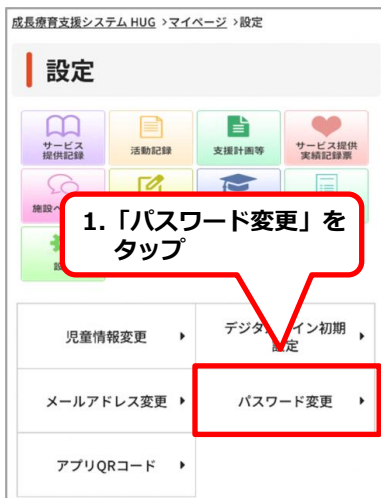 成長療育支援システム HUG >マイページ >設定
設定
サービス
提供記録
活動記録
支援計画等
サービス提供
実績記録票
施設へ
1.「パスワード変更」を
タップ
児童情報変更
デジタ
イン初期
定
メールアドレス変更
パスワード変更
アプリQRコード